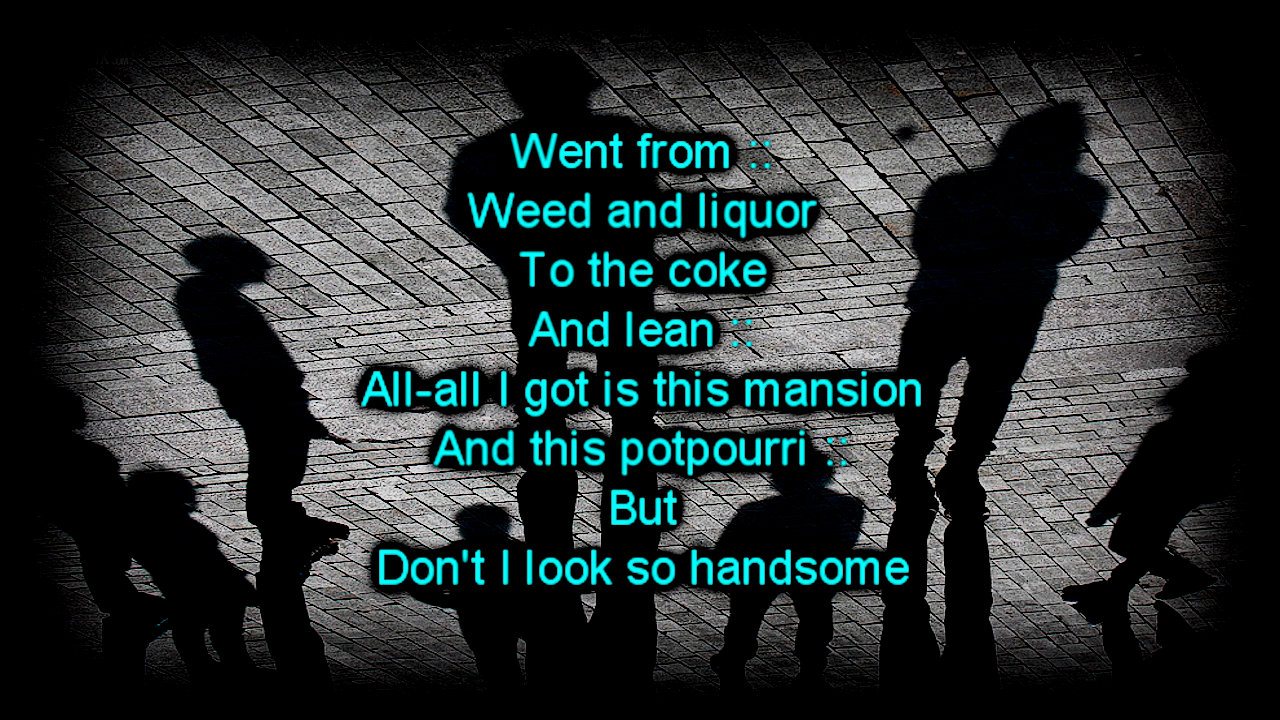 Went from ::
Weed and liquor
To the coke
And lean ::
All-all I got is this mansion
And this potpourri ::
But
Don't I look so handsome